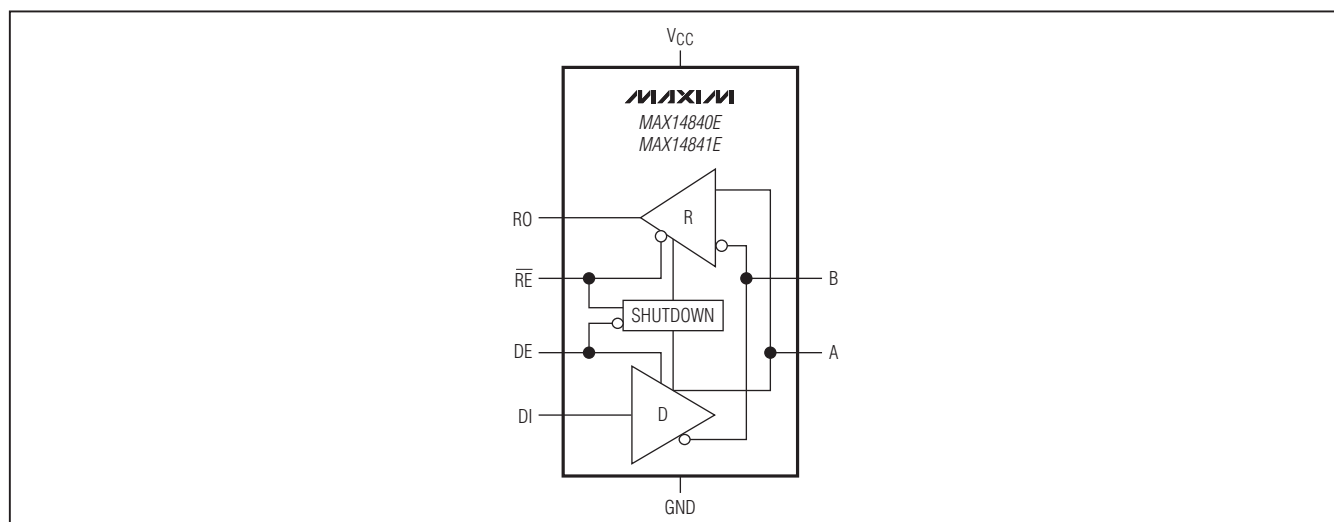 VCC
MAXIM
MAX14840E
MAX14841E
R
RO
RE
B
SHUTDOWN
DE
A
D
DI
GND